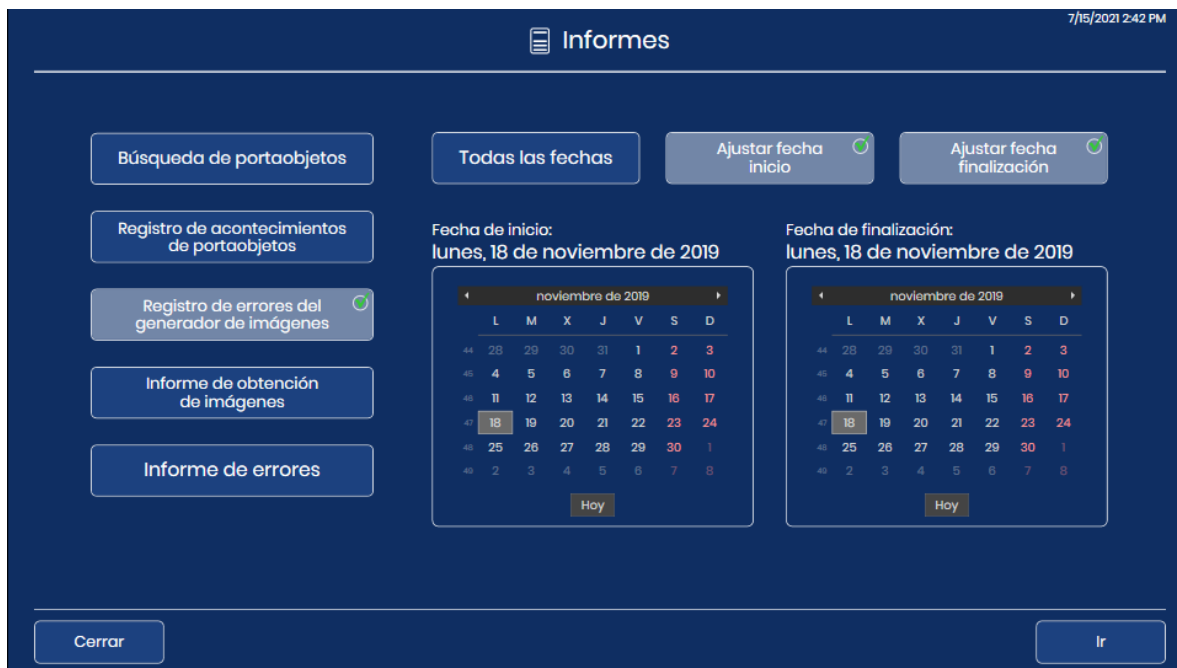 7/15/2021 2:42 PM
Informes
Búsqueda de portaobjetos
Registro de acontecimientos
de portaobjetos
Registro de errores del
generador de imágenes
Informe de obtención
de imágenes
Informe de errores
Todas las fechas
Ajustar fecha
inicio
Ajustar fecha
finalización
Fecha de inicio:
lunes, 18 de noviembre de 2019
noviembre de 2019
L M X J V S D
44 28 29 30 31 1 2 3
45 4 5 6 7 8 9 10
46 11 12 13 14 15 16 17
47 18 19 20 21 22 23 24
48 25 26 27 28 29 30 1
49 2 3 4 5 6 7 8
Hoy
Fecha de finalización:
lunes, 18 de noviembre de 2019
noviembre de 2019
L M X J V S D
44 28 29 30 31 1 2 3
45 4 5 6 7 8 9 10
46 11 12 13 14 15 16 17
47 18 19 20 21 22 23 24
48 25 26 27 28 29 30 1
49 2 3 4 5 6 7 8
Hoy
Cerrar
Ir